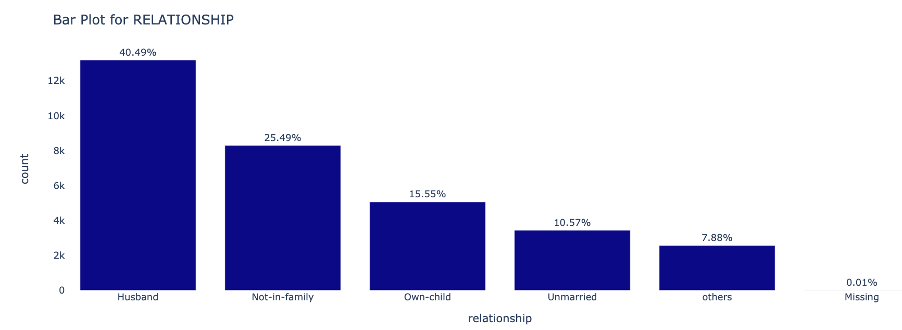 Bar Plot for RELATIONSHIP
40.49%
25.49%
15.55%
10.57%
7.88%
0.01%
12k
10k
8k
6k
4k
2k
0
count
Husband Not-in-family Own-child Unmarried others Missing
relationship